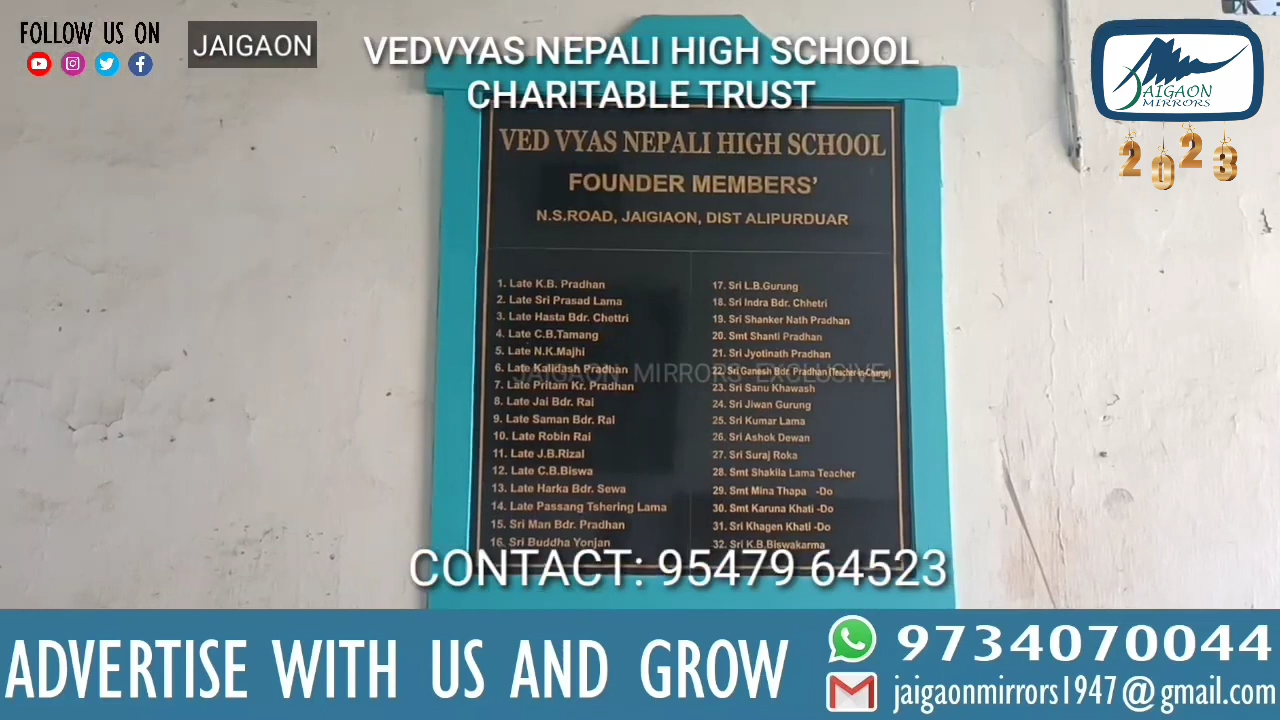 FOLLOW US ON
JAIGAON
VEDVYAS NEPALI HIGH SCHOOL
CHARITABLE TRUST
JAIGAON
MIRRORS
2023
VED VYAS NEPALI HIGH SCHOOL
FOUNDER MEMBERS'
N.S.ROAD, JAIGIAON, DIST ALIPURDUAR
1. Late K.B. Pradhan
2. Late Sri Prasad Lama
3. Late Hasta Bdr. Chettri
4. Late C.B.Tamang
5. Late N.K.Majhi
6. Late Kalidash Pradhan
7. Late Pritam Kr. Pradhan
8. Late Jai Bdr. Rai
9. Late Saman Bdr. Rai
10. Late Robin Rai
11. Late J.B.Rizal
12. Late C.B.Biswa
13. Late Harka Bdr. Sewa
14. Late Passang Tshering Lama
15. Sri Man Bdr. Pradhan
16. Sri Buddha Yonjan
17. Sri L.B.Gurung
18. Sri Indra Bdr. Chhetri
19. Sri Shanker Nath Pradhan
20. Smt Shanti Pradhan
21. Sri Jyotinath Pradhan
22. Sri Ganesh Bdr. Pradhan (Teacher-in-Charge)
23. Sri Sanu Khawash
24. Sri Jiwan Gurung
25. Sri Kumar Lama
26. Sri Ashok Dewan
27. Sri Suraj Roka
28. Smt Shakila Lama Teacher
29. Smt Mina Thapa -Do
30. Smt Karuna Khati -Do
31. Sri Khagen Khati -Do
32. Sri K.B.Biswakarma
JAIGAON MIRRORS EXCLUSIVE
CONTACT: 95479 64523
ADVERTISE WITH US AND GROW
9734070044
jaigaonmirrors1947@gmail.com